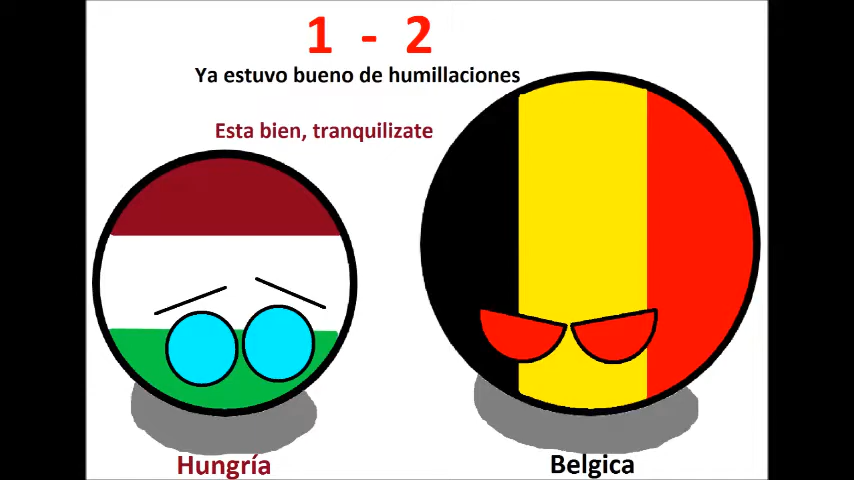 1 - 2
Ya estuvo bueno de humillaciones
Esta bien, tranquilizate
Hungría
Belgica